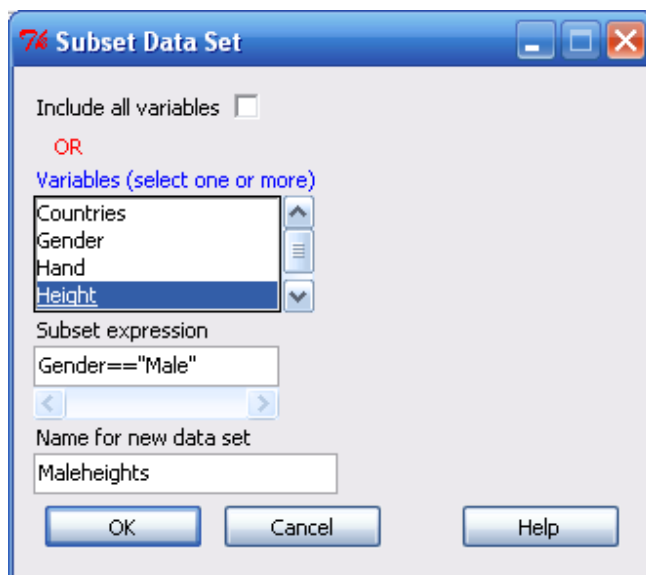 Subset Data Set
Include all variables
OR
Variables (select one or more)
Countries
Gender
Hand
Height
Subset expression
Gender=="Male"
Name for new data set
Maleheights
OK Cancel Help